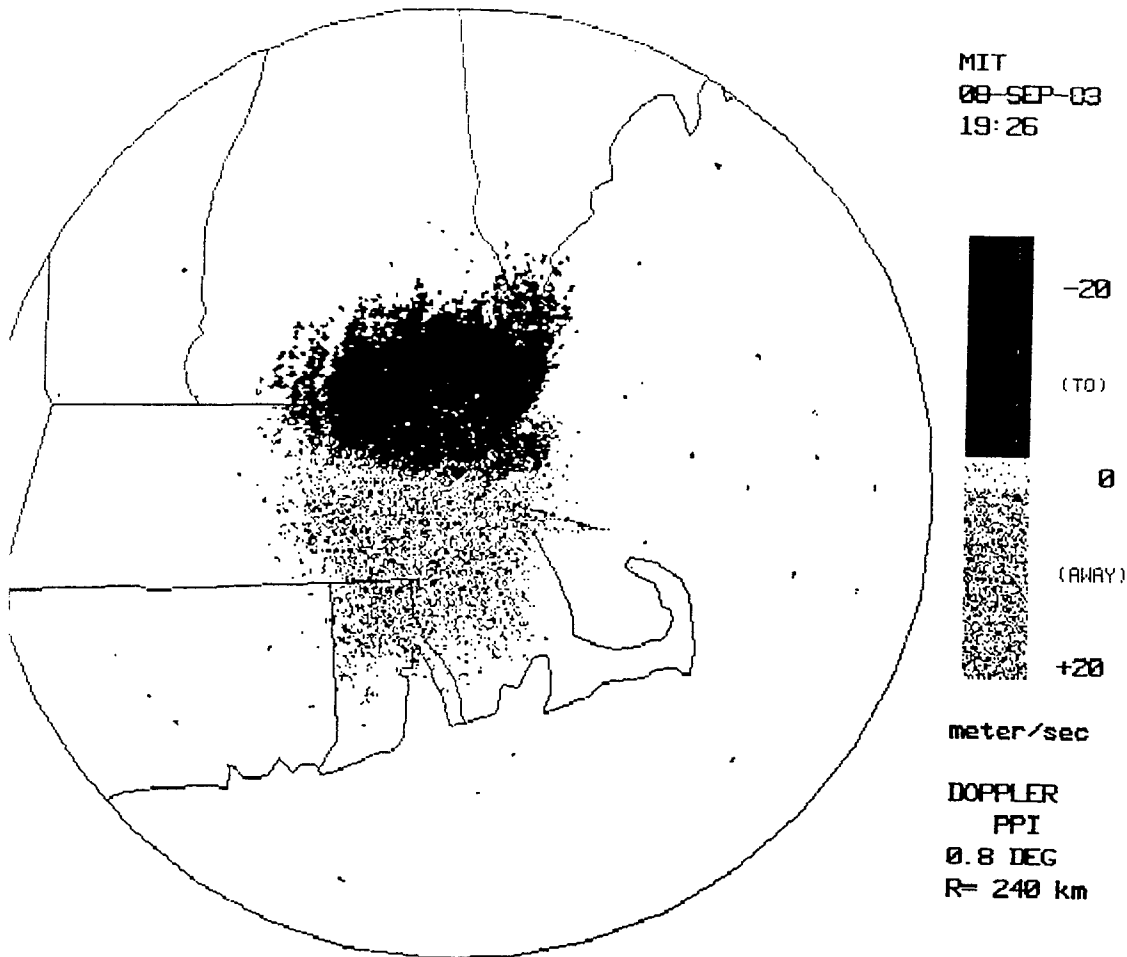 MIT
08-SEP-03
19:26
-20
(TO)
0
(AWAY)
+20
meter/sec
DOPPLER
PPI
0.8 DEG
R= 240 km